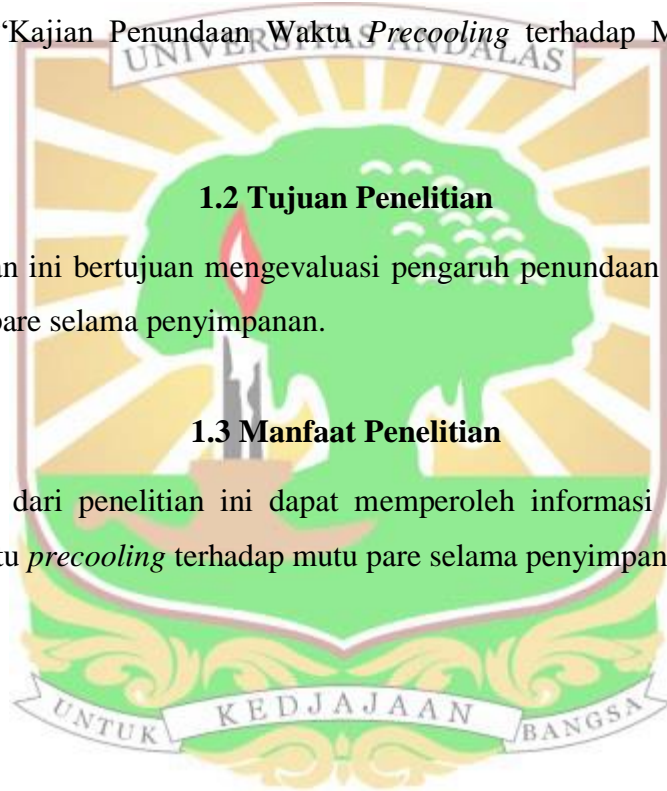 “Kajian Penundaan Waktu Precooling terhadap M
UNIVERSITAS ANDALAS
1.2 Tujuan Penelitian
an ini bertujuan mengevaluasi pengaruh penundaan
pare selama penyimpanan.
1.3 Manfaat Penelitian
dari penelitian ini dapat memperoleh informasi
tu precooling terhadap mutu pare selama penyimpan
UNTUK KEDJAJAAN BANGSA